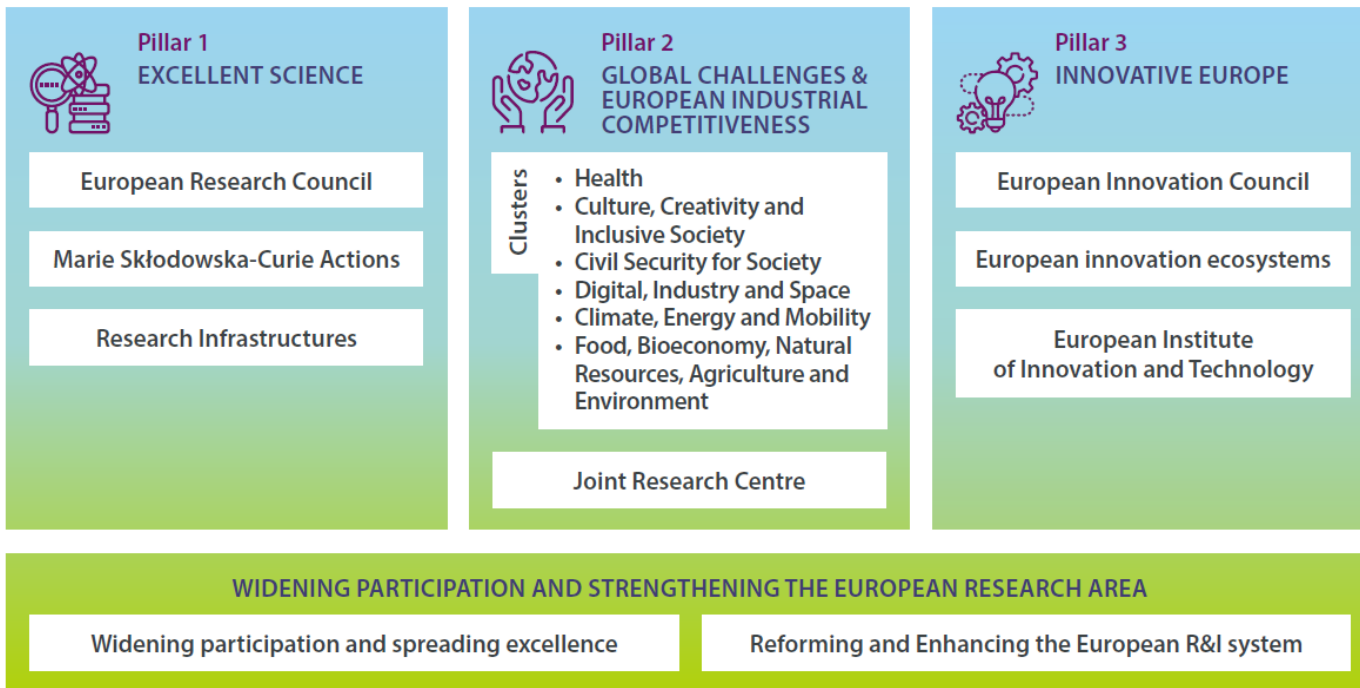 Pillar 1
EXCELLENT SCIENCE
European Research Council
Marie Skłodowska-Curie Actions
Research Infrastructures
Pillar 2
GLOBAL CHALLENGES &
EUROPEAN INDUSTRIAL
COMPETITIVENESS
Clusters
• Health
• Culture, Creativity and
Inclusive Society
• Civil Security for Society
• Digital, Industry and Space
• Climate, Energy and Mobility
• Food, Bioeconomy, Natural
Resources, Agriculture and
Environment
Joint Research Centre
Pillar 3
INNOVATIVE EUROPE
European Innovation Council
European innovation ecosystems
European Institute
of Innovation and Technology
WIDENING PARTICIPATION AND STRENGTHENING THE EUROPEAN RESEARCH AREA
Widening participation and spreading excellence
Reforming and Enhancing the European R&I system